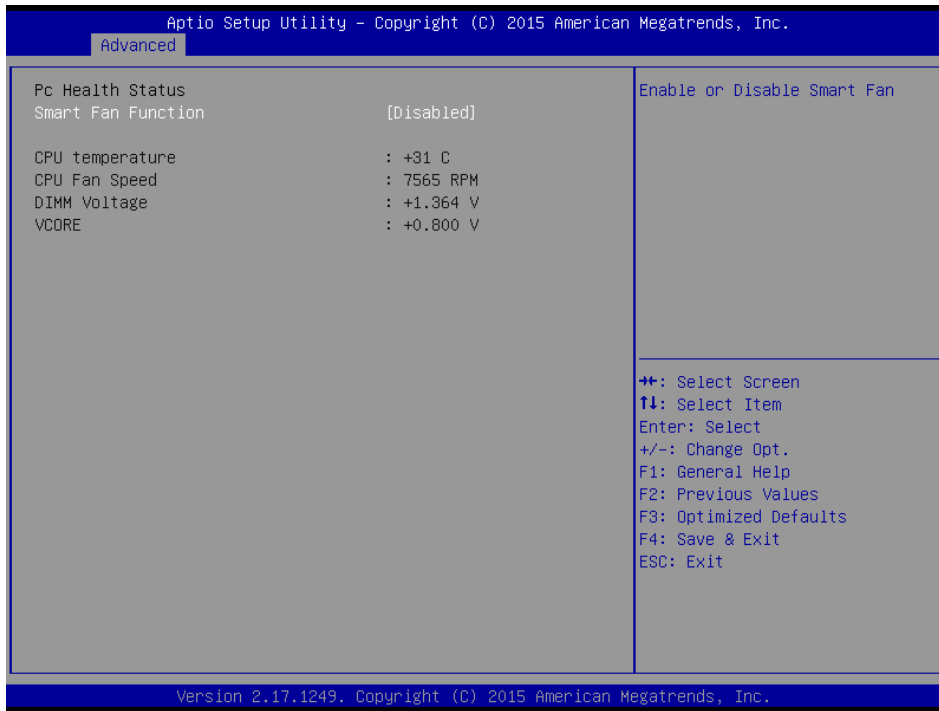 Aptio Setup Utility – Copyright (C) 2015 American Megatrends, Inc.
Advanced
Pc Health Status
Smart Fan Function [Disabled]
CPU temperature : +31 C
CPU Fan Speed : 7565 RPM
DIMM Voltage : +1.364 V
VCORE : +0.800 V
Enable or Disable Smart Fan
→←: Select Screen
↑↓: Select Item
Enter: Select
+/-: Change Opt.
F1: General Help
F2: Previous Values
F3: Optimized Defaults
F4: Save & Exit
ESC: Exit
Version 2.17.1249. Copyright (C) 2015 American Megatrends, Inc.